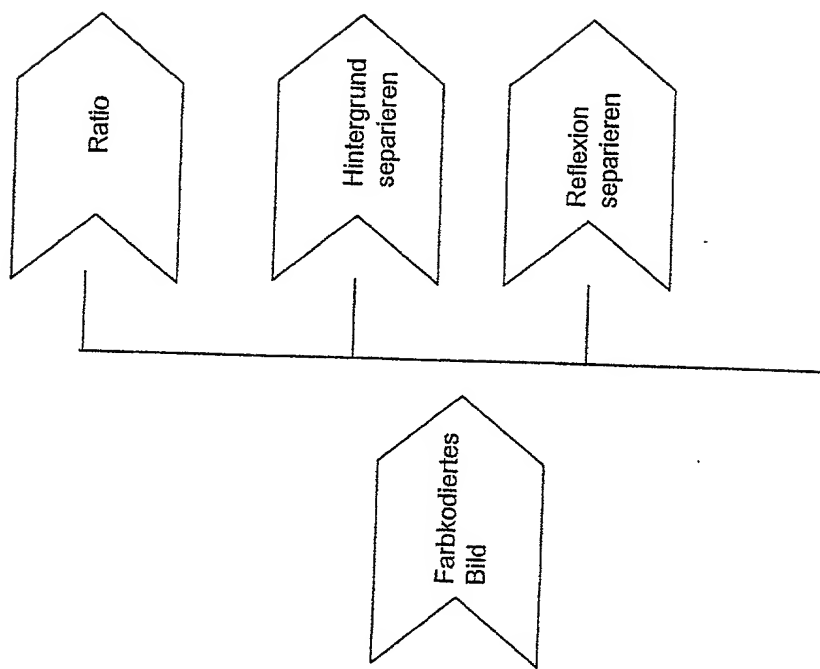 Ratio
Hintergrund
separieren
Reflexion
separieren
Farbkodiertes
Bild